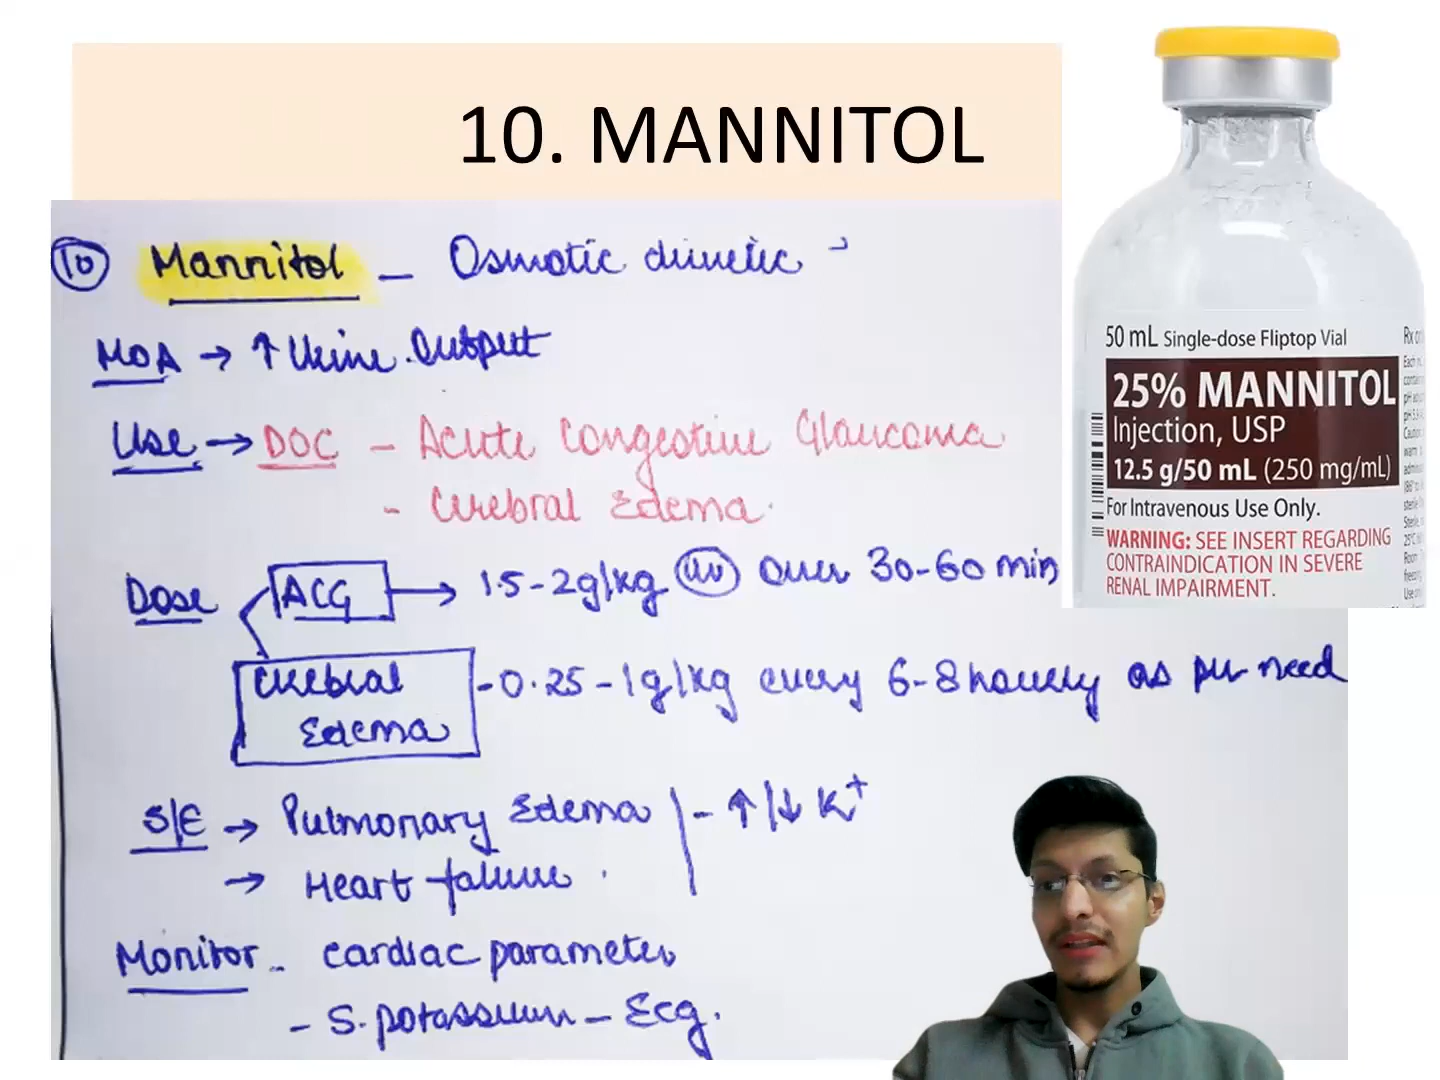 10. MANNITOL
10 Mannitol - Osmotic diuretic
MOA → ↑ Urine Output
Use → DOC - Acute Congestive Glaucoma
- Cerebral Edema.
Dose ACG → 1.5-2g/kg IV Over 30-60 min
Cerebral Edema - 0.25-1g/kg every 6-8 hourly as per need
S/E → Pulmonary Edema - ↑/↓ K+
→ Heart failure.
Monitor - Cardiac parameter
- S. potassium - Ecg.
50 mL Single-dose Fliptop Vial
25% MANNITOL
Injection, USP
12.5 g/50 mL (250 mg/mL)
For Intravenous Use Only.
WARNING: SEE INSERT REGARDING
CONTRAINDICATION IN SEVERE
RENAL IMPAIRMENT.